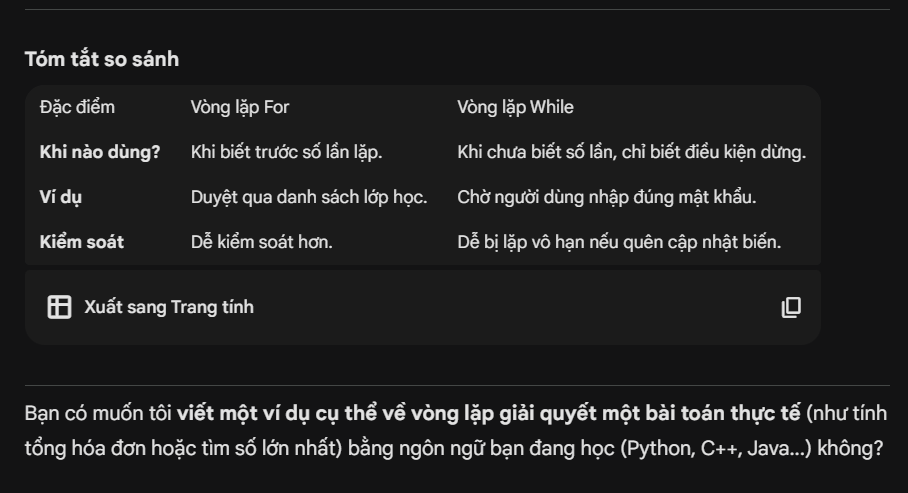 Tóm tắt so sánh
Đặc điểm Vòng lặp For Vòng lặp While
Khi nào dùng? Khi biết trước số lần lặp. Khi chưa biết số lần, chỉ biết điều kiện dừng.
Ví dụ Duyệt qua danh sách lớp học. Chờ người dùng nhập đúng mật khẩu.
Kiểm soát Dễ kiểm soát hơn. Dễ bị lặp vô hạn nếu quên cập nhật biến.
Xuất sang Trang tính
Bạn có muốn tôi viết một ví dụ cụ thể về vòng lặp giải quyết một bài toán thực tế (như tính
tổng hóa đơn hoặc tìm số lớn nhất) bằng ngôn ngữ bạn đang học (Python, C++, Java...) không?